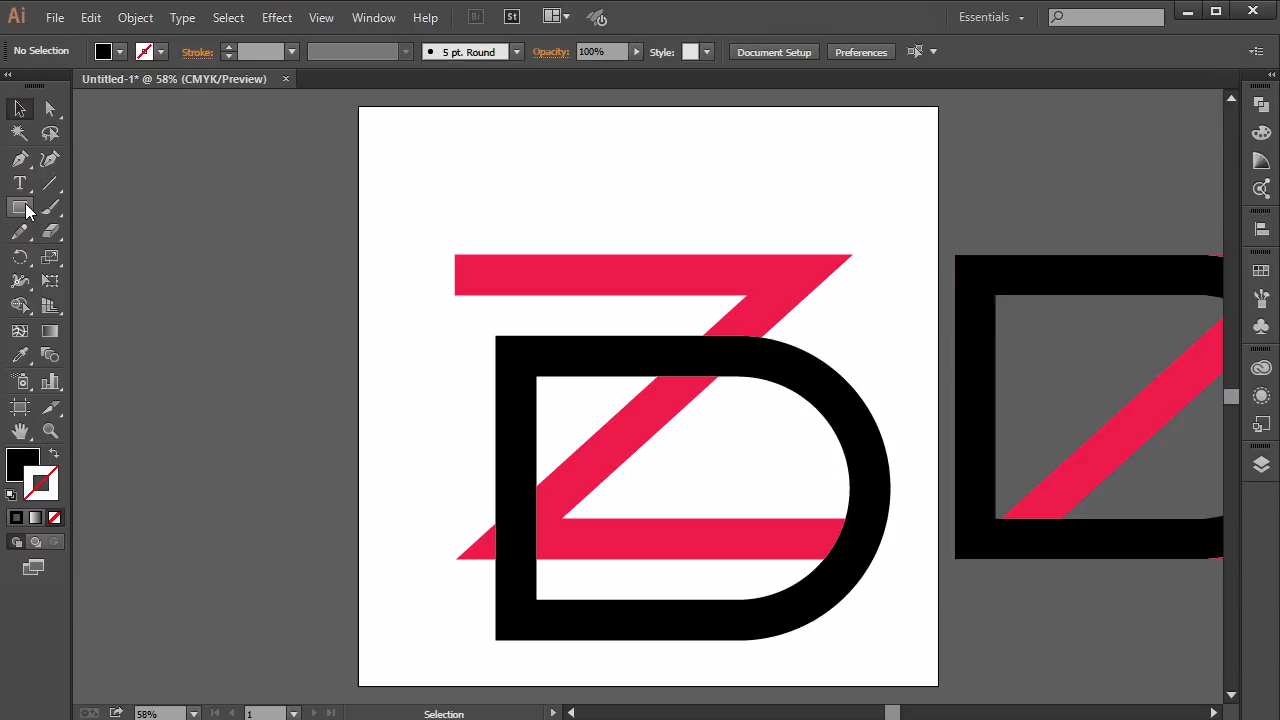 Ai File Edit Object Type Select Effect View Window Help Br St Essentials
No Selection Stroke: 5 pt. Round Opacity: 100% Style: Document Setup Preferences
Untitled-1* @ 58% (CMYK/Preview)
T
Z
D
58% 1 Selection